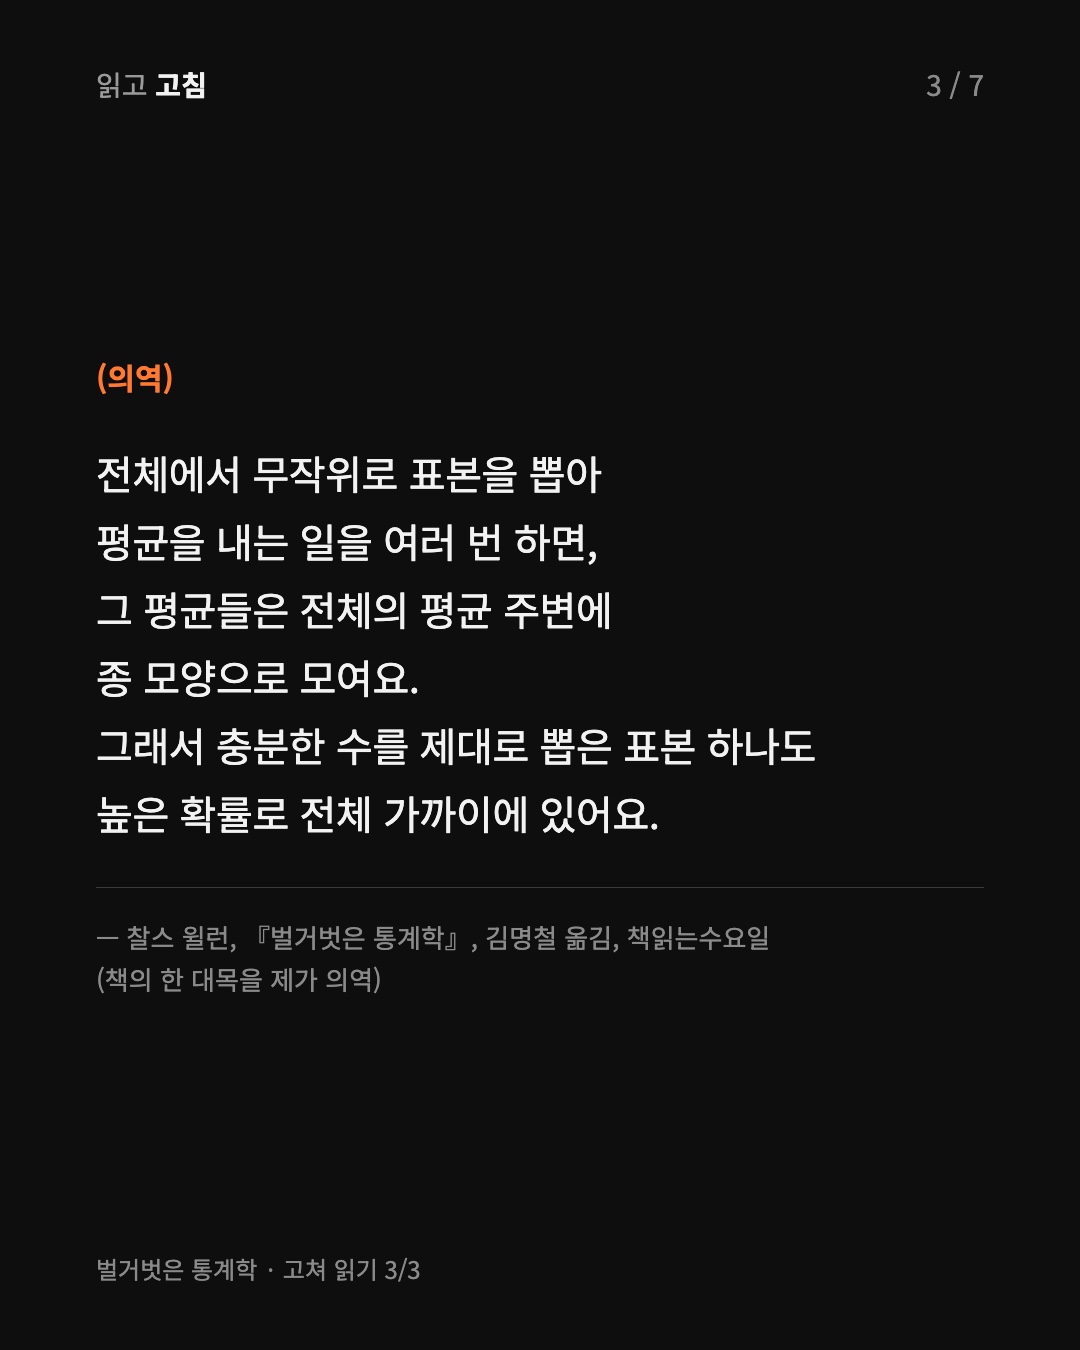 읽고 고침
3 / 7
(의역)
전체에서 무작위로 표본을 뽑아
평균을 내는 일을 여러 번 하면,
그 평균들은 전체의 평균 주변에
종 모양으로 모여요.
그래서 충분한 수를 제대로 뽑은 표본 하나도
높은 확률로 전체 가까이에 있어요.
— 찰스 윌런, 『벌거벗은 통계학』, 김명철 옮김, 책읽는수요일
(책의 한 대목을 제가 의역)
벌거벗은 통계학 · 고쳐 읽기 3/3